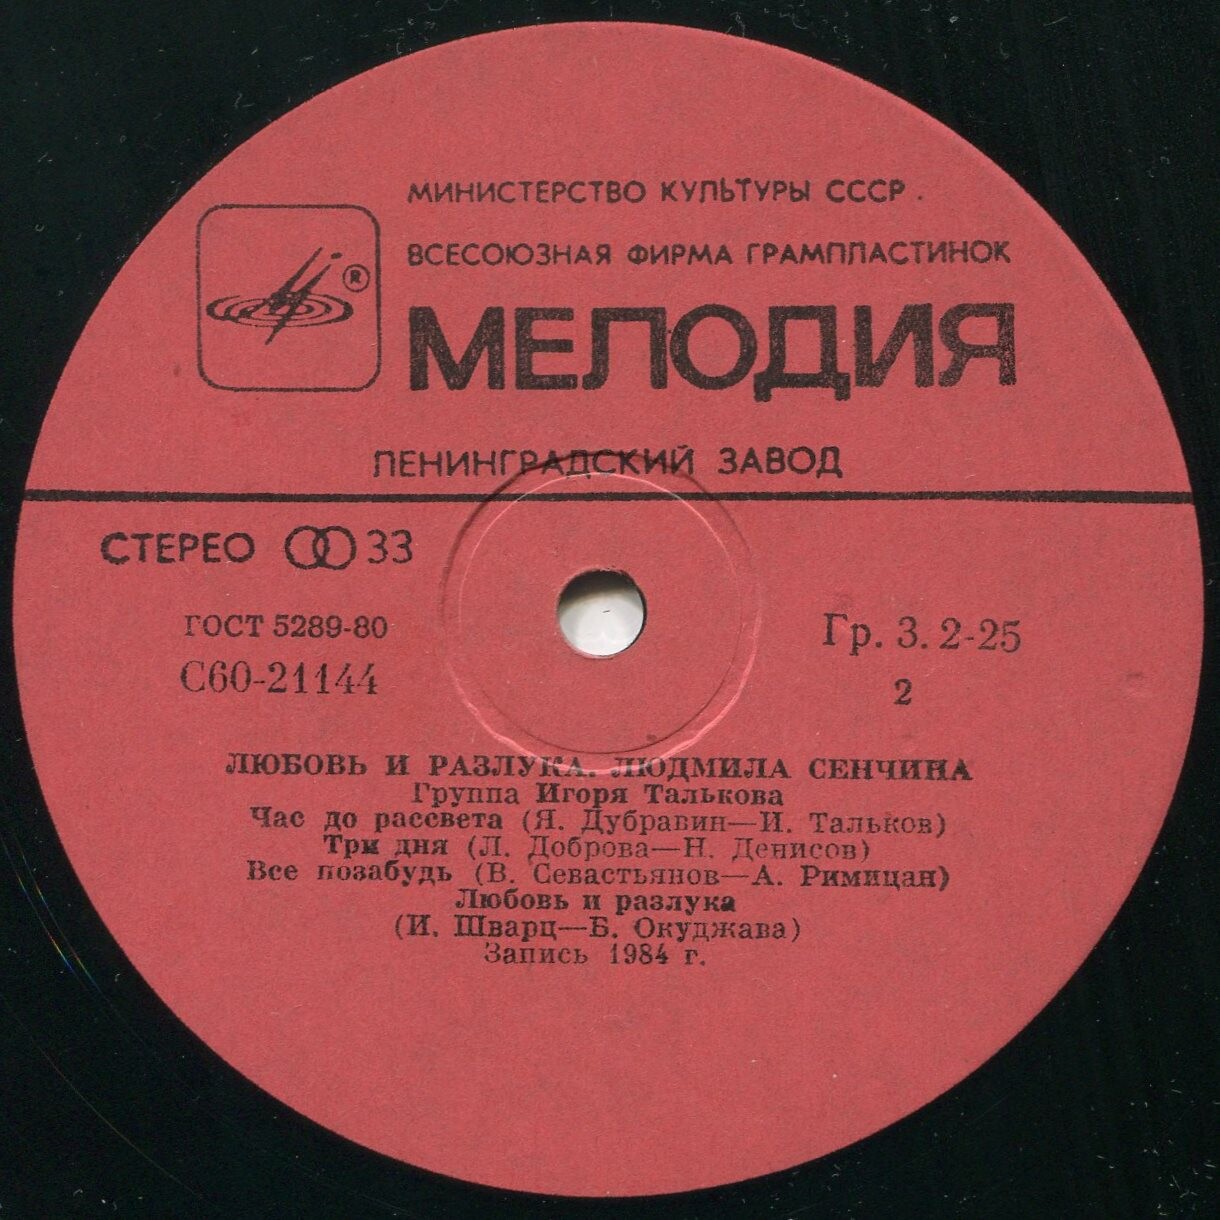 МИНИСТЕРСТВО КУЛЬТУРЫ СССР.
ВСЕСОЮЗНАЯ ФИРМА ГРАМПЛАСТИНОК
®
МЕЛОДИЯ
ЛЕНИНГРАДСКИЙ ЗАВОД
СТЕРЕО 33
ГОСТ 5289-80
Гр. 3. 2-25
С60-21144
2
ЛЮБОВЬ И РАЗЛУКА. ЛЮДМИЛА СЕНЧИНА
Группа Игоря Талькова
Час до рассвета (Я. Дубравин—И. Тальков)
Три дня (Л. Доброва—Н. Денисов)
Все позабудь (В. Севастьянов—А. Римицан)
Любовь и разлука
(И. Шварц—Б. Окуджава)
Запись 1984 г.